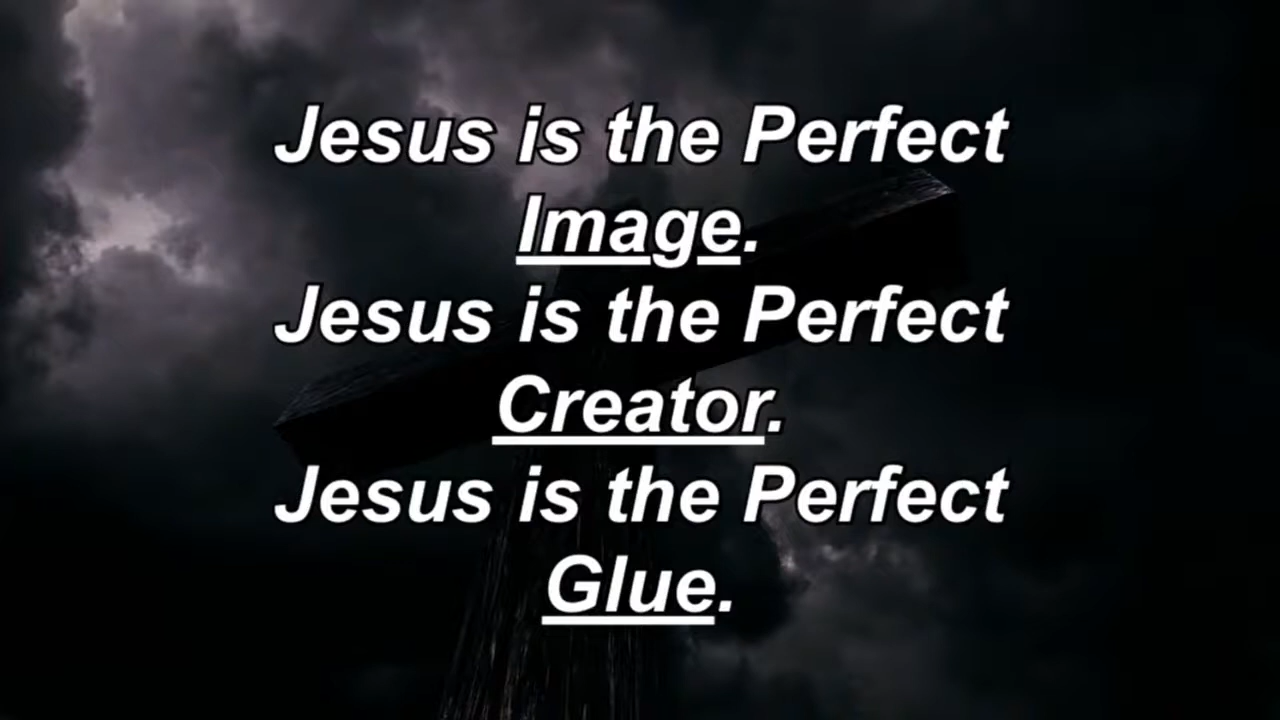 Jesus is the Perfect
Image.
Jesus is the Perfect
Creator.
Jesus is the Perfect
Glue.